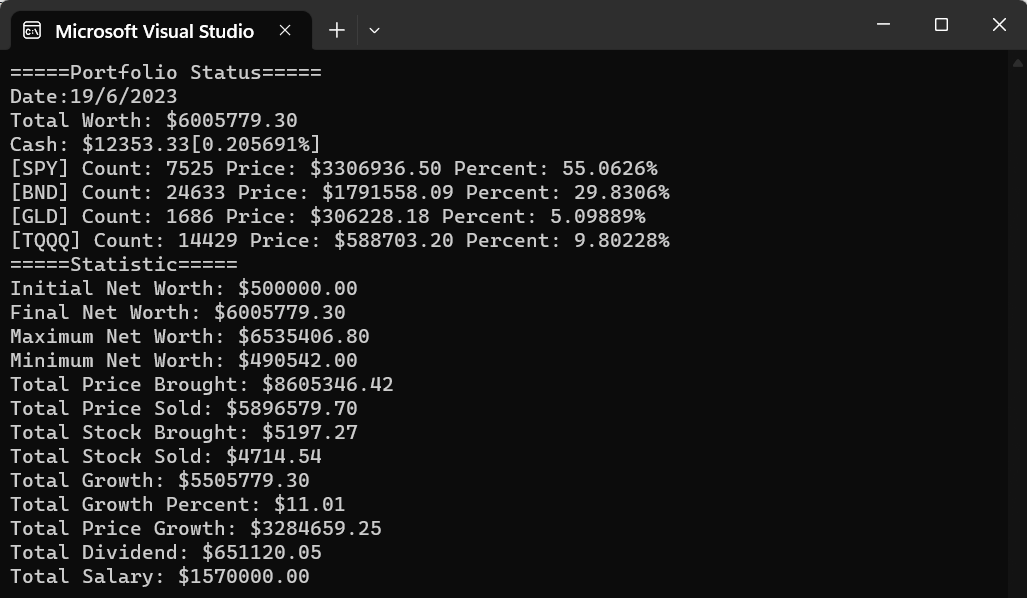 Microsoft Visual Studio
=====Portfolio Status=====
Date:19/6/2023
Total Worth: $6005779.30
Cash: $12353.33[0.205691%]
[SPY] Count: 7525 Price: $3306936.50 Percent: 55.0626%
[BND] Count: 24633 Price: $1791558.09 Percent: 29.8306%
[GLD] Count: 1686 Price: $306228.18 Percent: 5.09889%
[TQQQ] Count: 14429 Price: $588703.20 Percent: 9.80228%
=====Statistic=====
Initial Net Worth: $500000.00
Final Net Worth: $6005779.30
Maximum Net Worth: $6535406.80
Minimum Net Worth: $490542.00
Total Price Brought: $8605346.42
Total Price Sold: $5896579.70
Total Stock Brought: $5197.27
Total Stock Sold: $4714.54
Total Growth: $5505779.30
Total Growth Percent: $11.01
Total Price Growth: $3284659.25
Total Dividend: $651120.05
Total Salary: $1570000.00